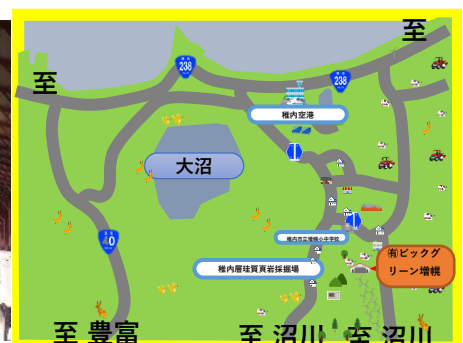 至
至
238
238
稚内空港
大沼
40
稚内市立増幌小中学校
稚内層珪質頁岩採掘場
㈲ビックグ
リーン増幌
至 豊富
至 沼川
至 沼川